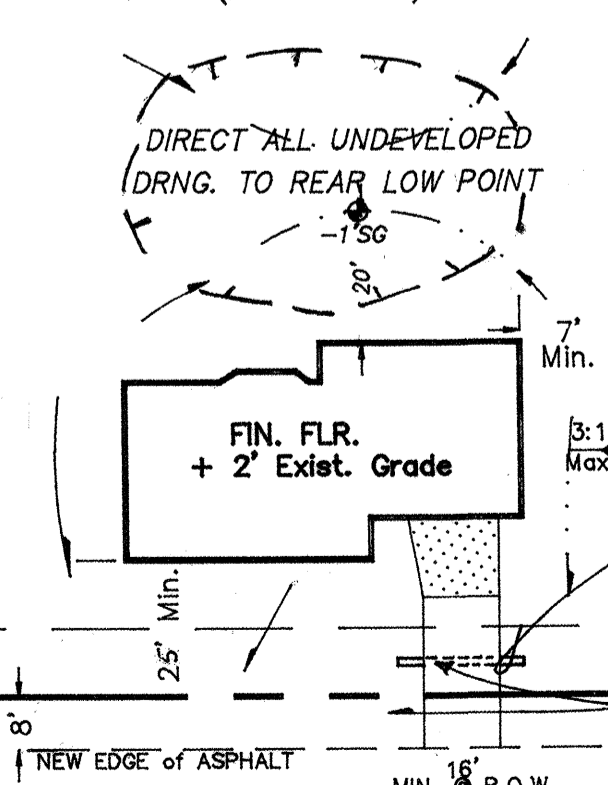 DIRECT ALL UNDEVELOPED
DRNG. TO REAR LOW POINT
-1'SG
20'
7'
Min.
FIN. FLR.
+ 2' Exist. Grade
3:1
Max
25' Min.
8'
NEW EDGE of ASPHALT
16'
MIN. @ R.O.W.